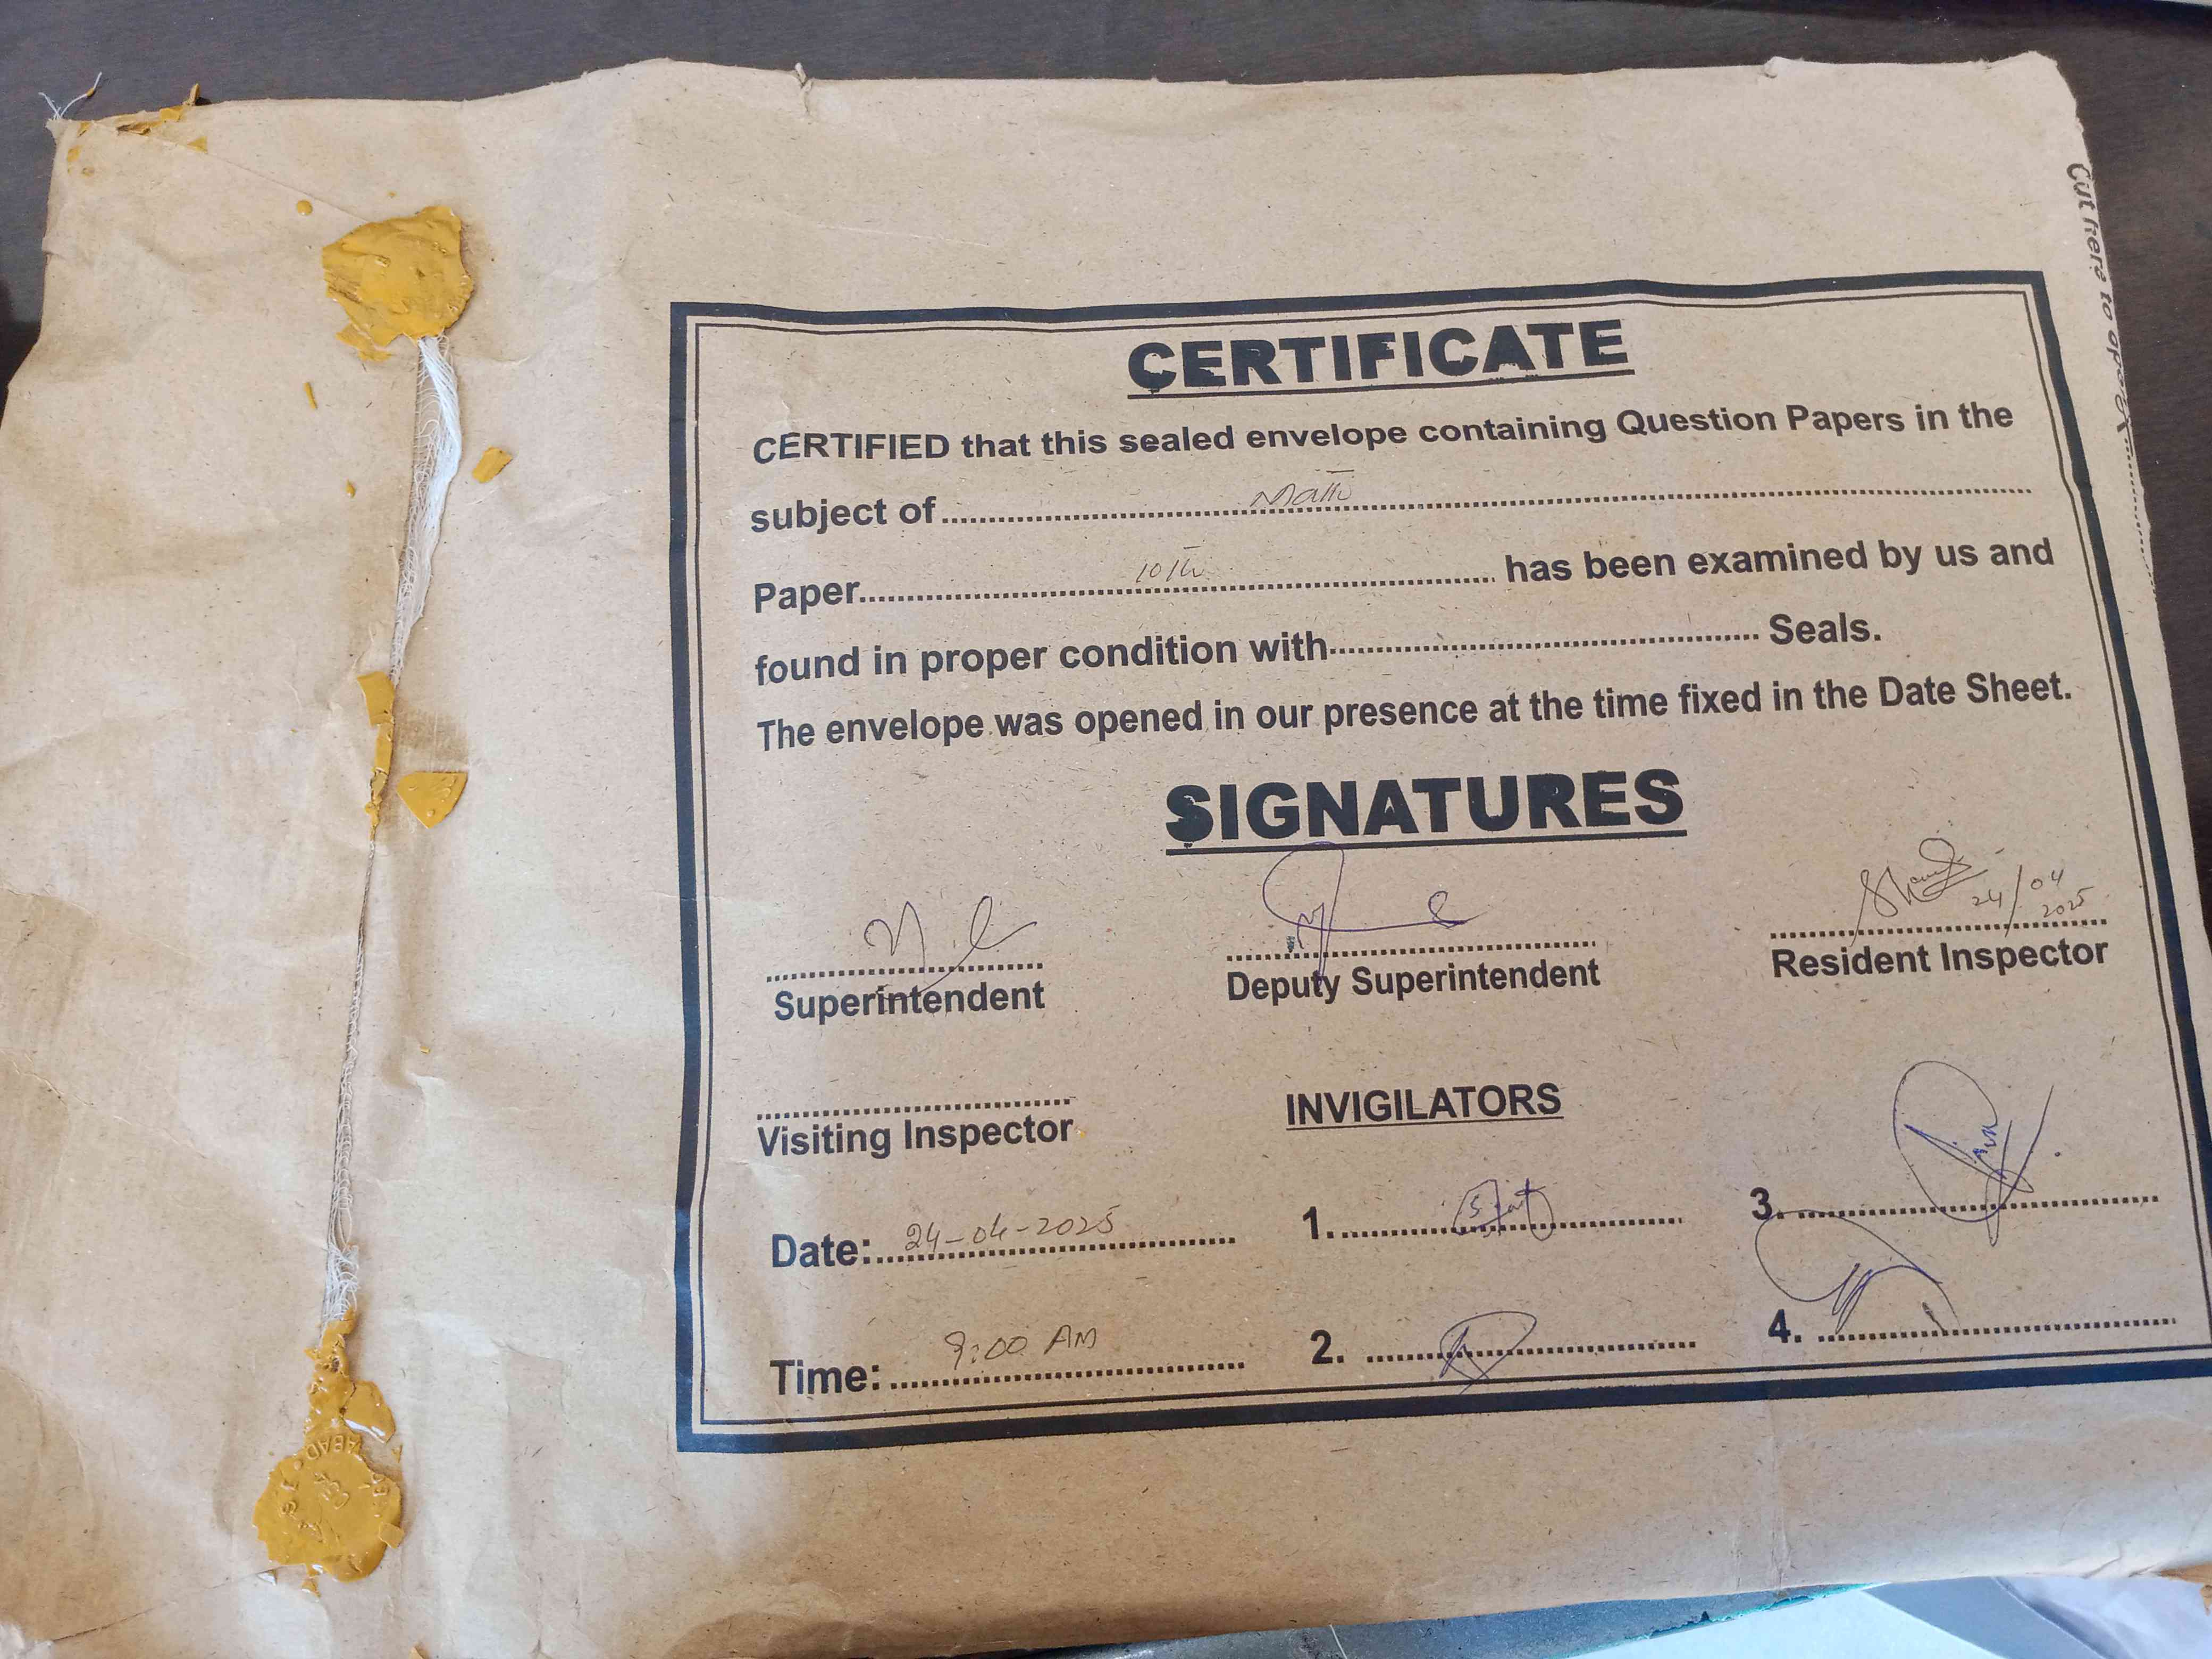 Cut here to open
CERTIFICATE
CERTIFIED that this sealed envelope containing Question Papers in the
subject of Math
Paper 10th has been examined by us and
found in proper condition with Seals.
The envelope was opened in our presence at the time fixed in the Date Sheet.
SIGNATURES
24/04
2025
Superintendent Deputy Superintendent Resident Inspector
Visiting Inspector INVIGILATORS
Date: 24-04-2025 1. 3.
Time: 9:00 AM 2. 4.
ABAD